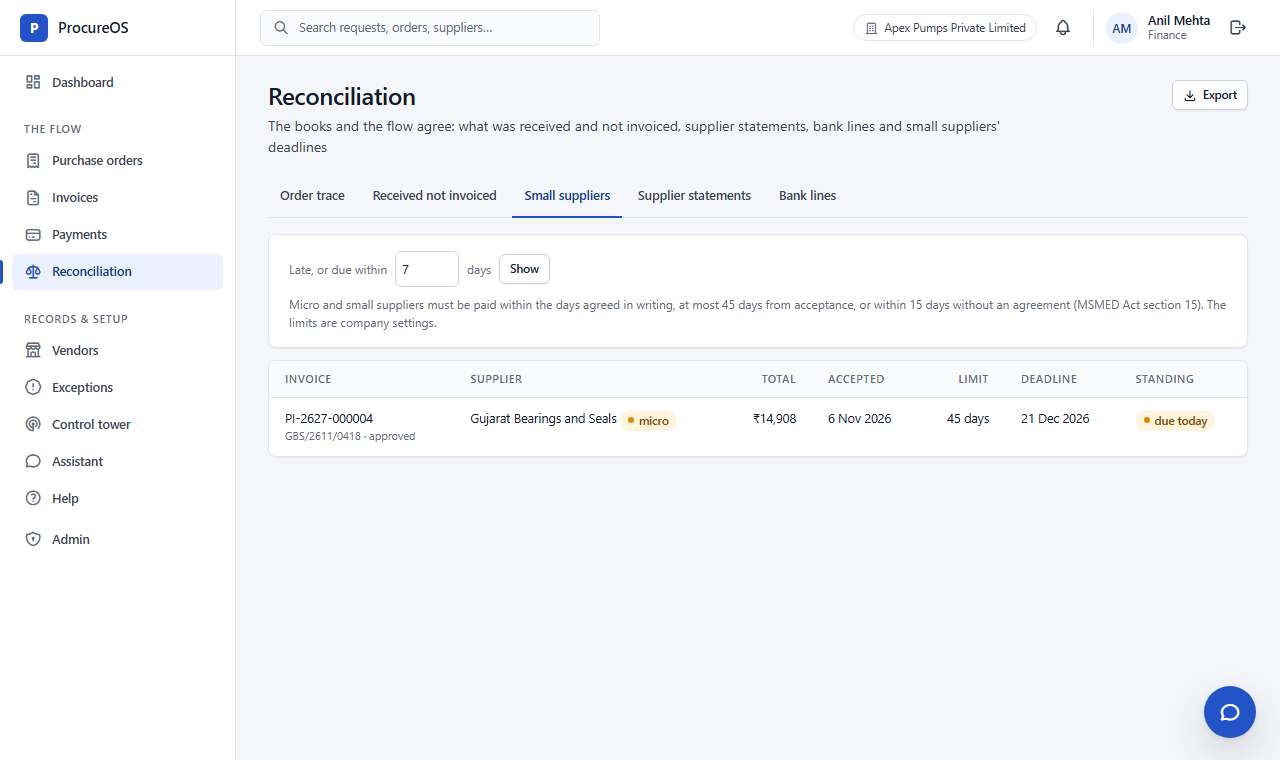 P ProcureOS
Search requests, orders, suppliers...
Apex Pumps Private Limited
AM
Anil Mehta
Finance
Dashboard
THE FLOW
Purchase orders
Invoices
Payments
Reconciliation
RECORDS & SETUP
Vendors
Exceptions
Control tower
Assistant
Help
Admin
Reconciliation
Export
The books and the flow agree: what was received and not invoiced, supplier statements, bank lines and small suppliers'
deadlines
Order trace Received not invoiced Small suppliers Supplier statements Bank lines
Late, or due within 7 days Show
Micro and small suppliers must be paid within the days agreed in writing, at most 45 days from acceptance, or within 15 days without an agreement (MSMED Act section 15). The
limits are company settings.
INVOICE SUPPLIER TOTAL ACCEPTED LIMIT DEADLINE STANDING
PI-2627-000004 Gujarat Bearings and Seals micro ₹14,908 6 Nov 2026 45 days 21 Dec 2026 due today
GBS/2611/0418 · approved